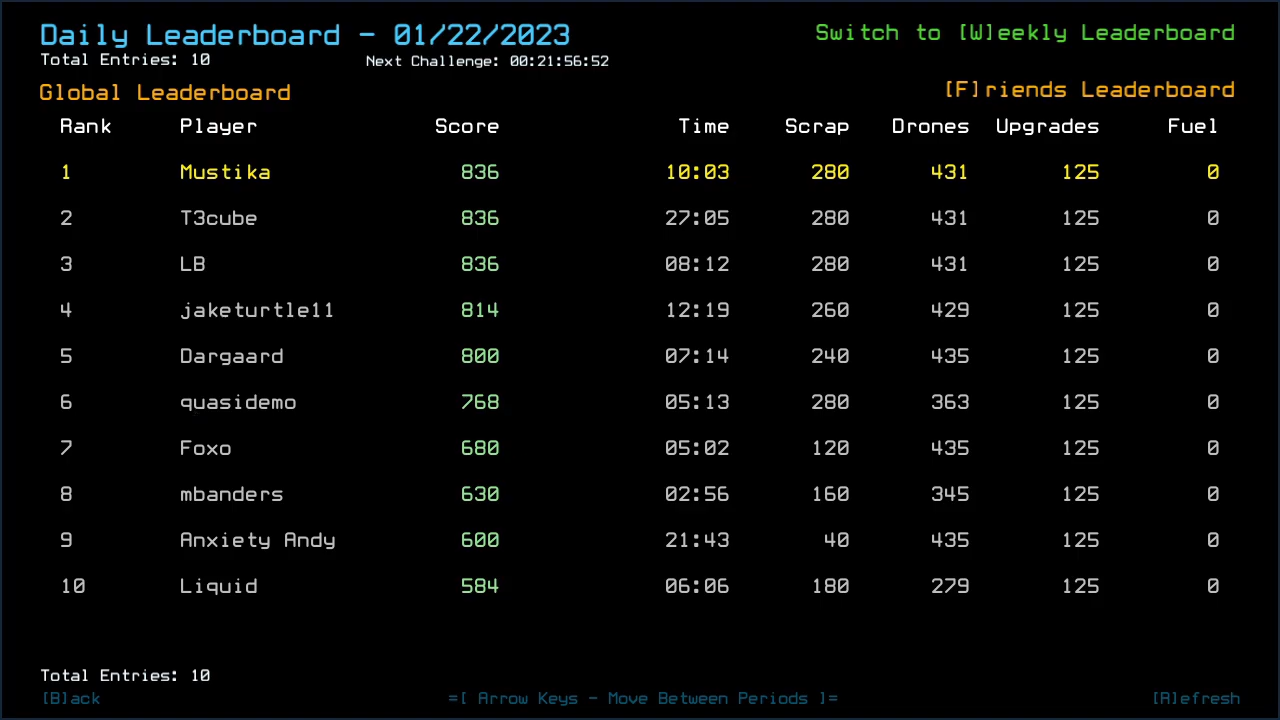 Daily Leaderboard - 01/22/2023 Switch to [W]eekly Leaderboard
Total Entries: 10 Next Challenge: 00:21:56:52
Global Leaderboard [F]riends Leaderboard
Rank Player Score Time Scrap Drones Upgrades Fuel
1 Mustika 836 10:03 280 431 125 0
2 T3cube 836 27:05 280 431 125 0
3 LB 836 08:12 280 431 125 0
4 jaketurtle11 814 12:19 260 429 125 0
5 Dargaard 800 07:14 240 435 125 0
6 quasidemo 768 05:13 280 363 125 0
7 Foxo 680 05:02 120 435 125 0
8 mbanders 630 02:56 160 345 125 0
9 Anxiety Andy 600 21:43 40 435 125 0
10 Liquid 584 06:06 180 279 125 0
Total Entries: 10
[B]ack =[ Arrow Keys - Move Between Periods ]= [R]efresh